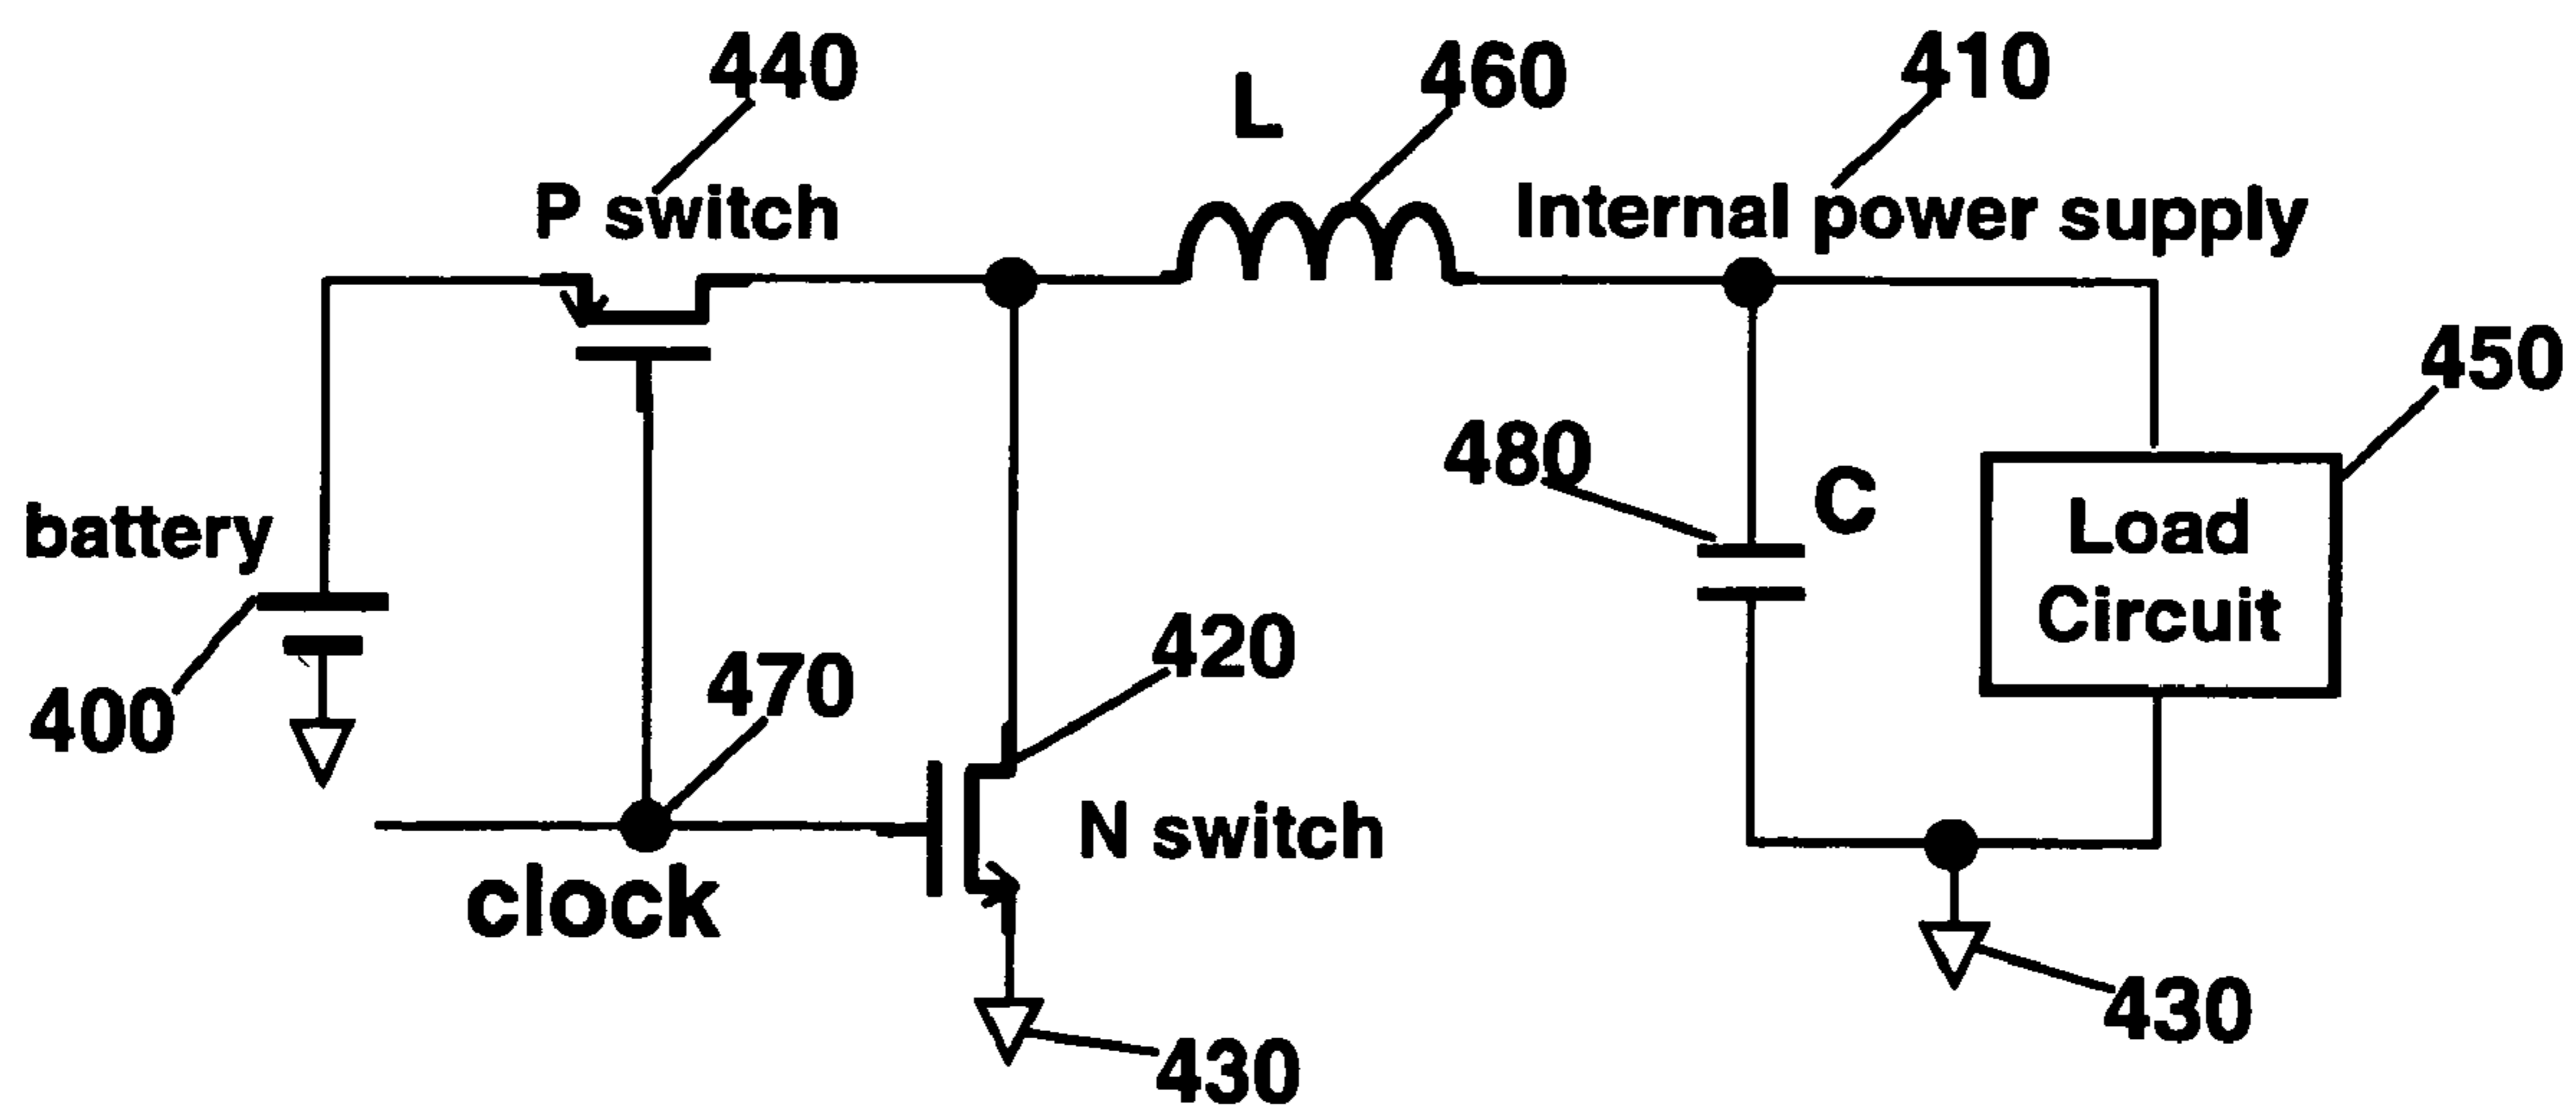 440
L
460
410
P switch
Internal power supply
450
480
C
battery
Load
Circuit
400
470
420
N switch
clock
430
430